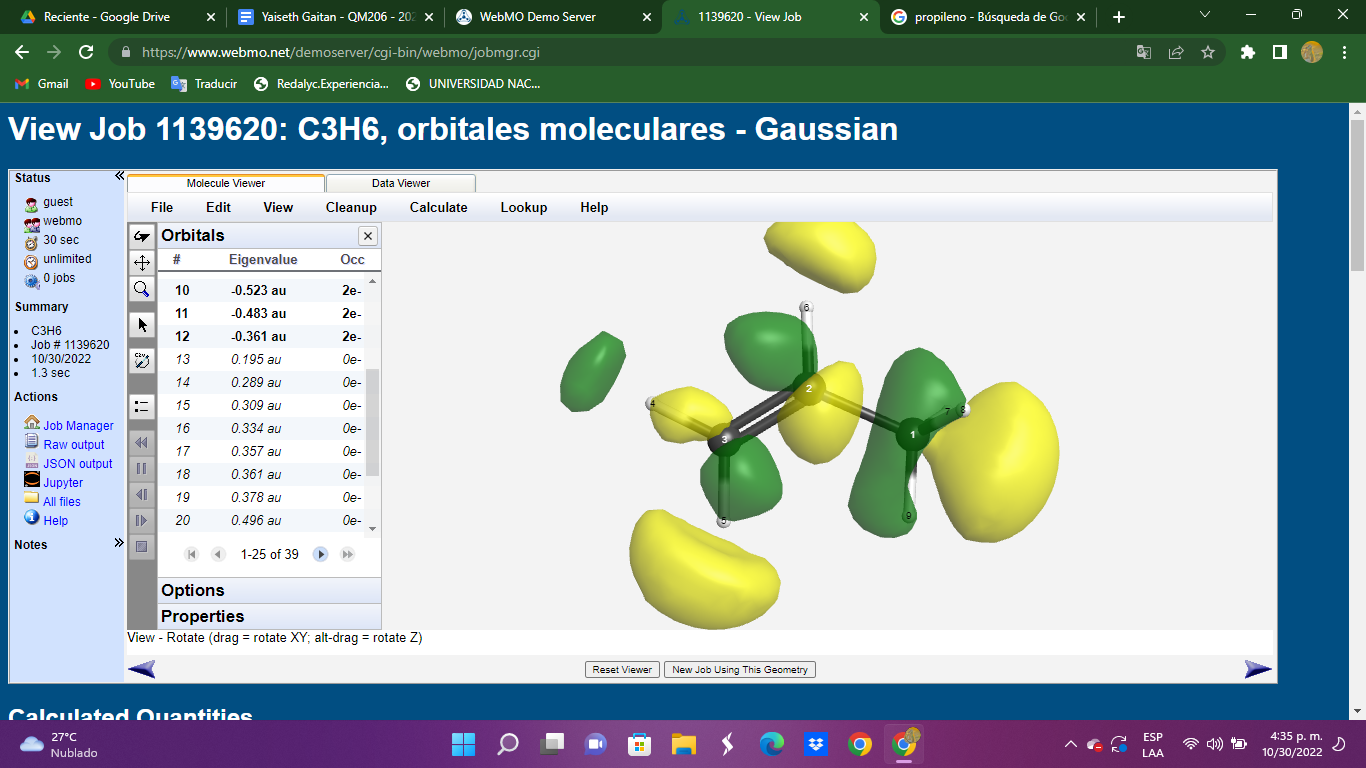 Reciente - Google Drive
Yaiseth Gaitan - QM206 - 202
WebMO Demo Server
1139620 - View Job
propileno - Búsqueda de Go
https://www.webmo.net/demoserver/cgi-bin/webmo/jobmgr.cgi
Gmail
YouTube
Traducir
Redalyc.Experiencia...
UNIVERSIDAD NAC...
View Job 1139620: C3H6, orbitales moleculares - Gaussian
Status
guest
webmo
30 sec
unlimited
0 jobs
Summary
C3H6
Job # 1139620
10/30/2022
1.3 sec
Actions
Job Manager
Raw output
JSON output
Jupyter
All files
Help
Notes
Molecule Viewer
Data Viewer
File Edit View Cleanup Calculate Lookup Help
Orbitals
# Eigenvalue Occ
10 -0.523 au 2e-
11 -0.483 au 2e-
12 -0.361 au 2e-
13 0.195 au 0e-
14 0.289 au 0e-
15 0.309 au 0e-
16 0.334 au 0e-
17 0.357 au 0e-
18 0.361 au 0e-
19 0.378 au 0e-
20 0.496 au 0e-
1-25 of 39
Options
Properties
6
2
4
3
7
8
1
5
9
View - Rotate (drag = rotate XY; alt-drag = rotate Z)
Reset Viewer
New Job Using This Geometry
Calculated Quantities
27°C
Nublado
ESP
LAA
4:35 p. m.
10/30/2022